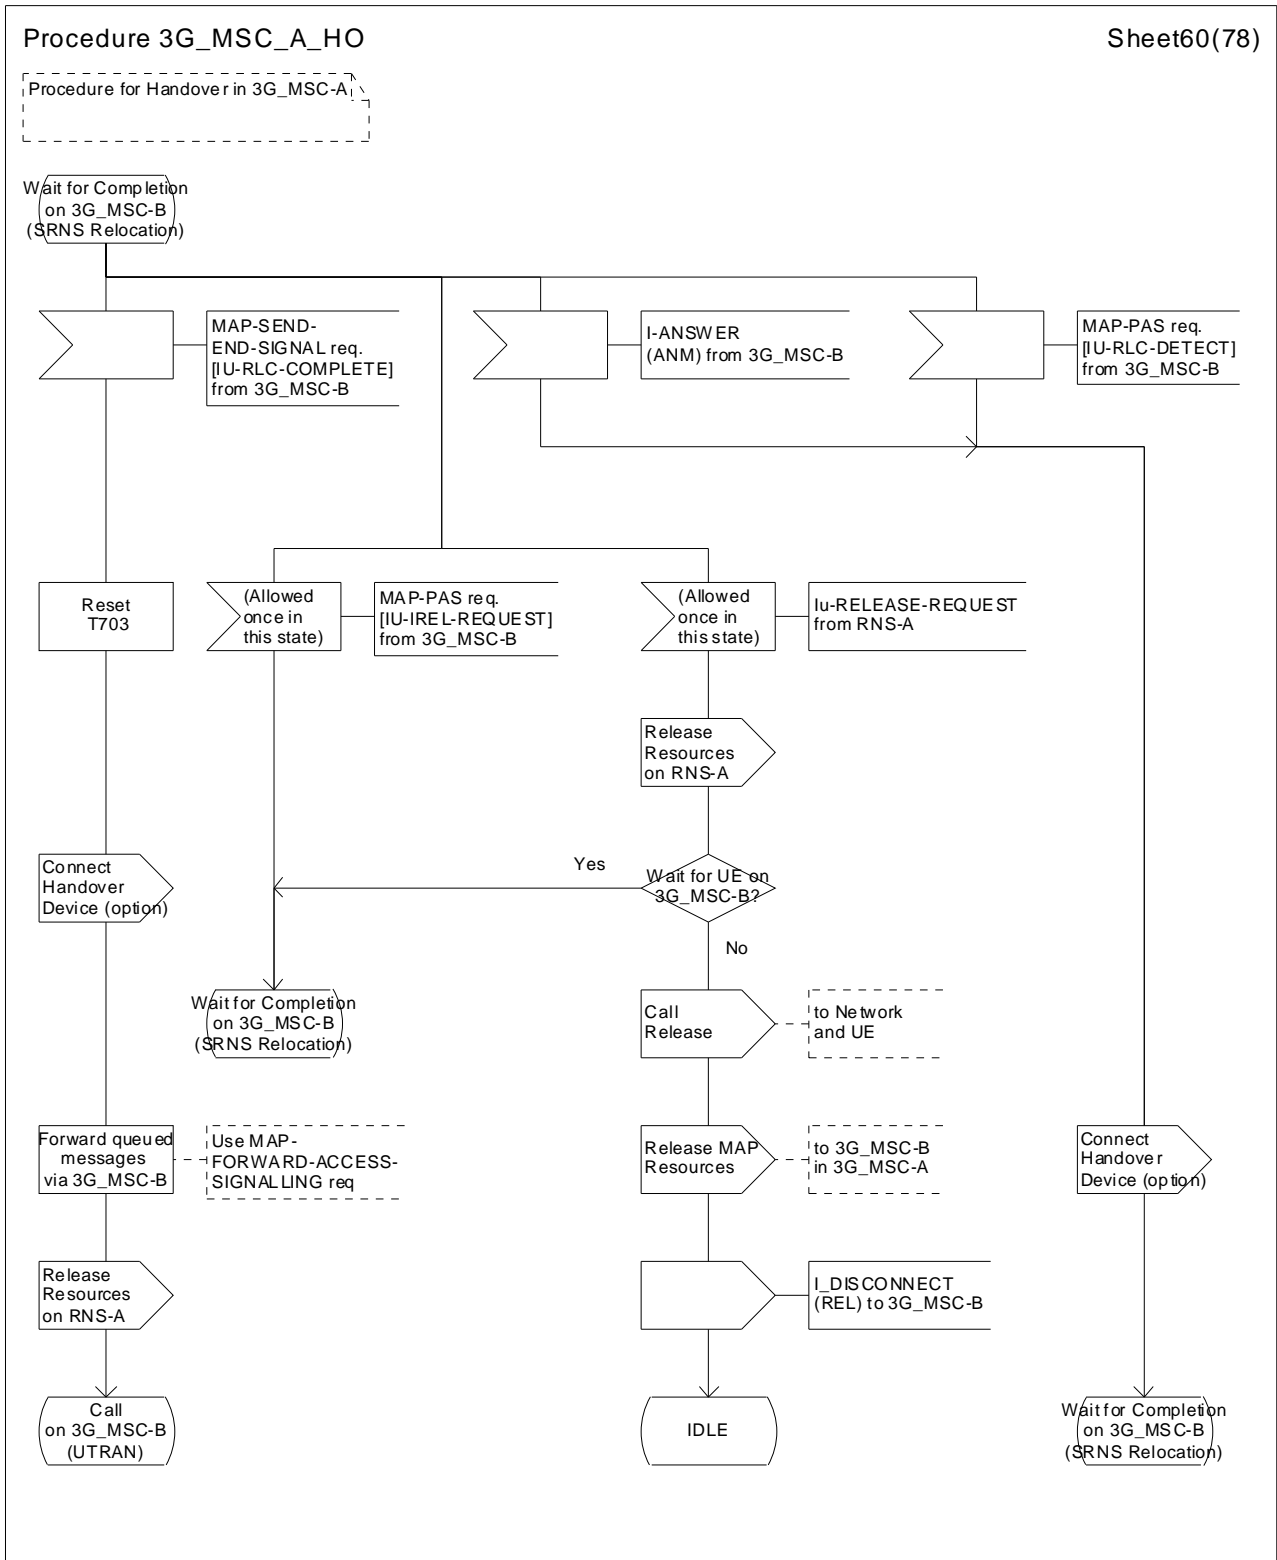 Procedure 3G_MSC_A_HO
Sheet60(78)
Procedure for Handover in 3G_MSC-A
Wait for Completion
on 3G_MSC-B
(SRNS Relocation)
MAP-SEND-
END-SIGNAL req.
[IU-RLC-COMPLETE]
from 3G_MSC-B
I-ANSWER
(ANM) from 3G_MSC-B
MAP-PAS req.
[IU-RLC-DETECT]
from 3G_MSC-B
Reset
T703
(Allowed
once in
this state)
MAP-PAS req.
[IU-IREL-REQUEST]
from 3G_MSC-B
(Allowed
once in
this state)
Iu-RELEASE-REQUEST
from RNS-A
Release
Resources
on RNS-A
Connect
Handover
Device (option)
Yes
Wait for UE on
3G_MSC-B?
No
Wait for Completion
on 3G_MSC-B
(SRNS Relocation)
Call
Release
to Network
and UE
Forward queued
messages
via 3G_MSC-B
Use MAP-
FORWARD-ACCESS-
SIGNALLING req
Release MAP
Resources
to 3G_MSC-B
in 3G_MSC-A
Connect
Handover
Device (option)
Release
Resources
on RNS-A
I_DISCONNECT
(REL) to 3G_MSC-B
Call
on 3G_MSC-B
(UTRAN)
IDLE
Wait for Completion
on 3G_MSC-B
(SRNS Relocation)